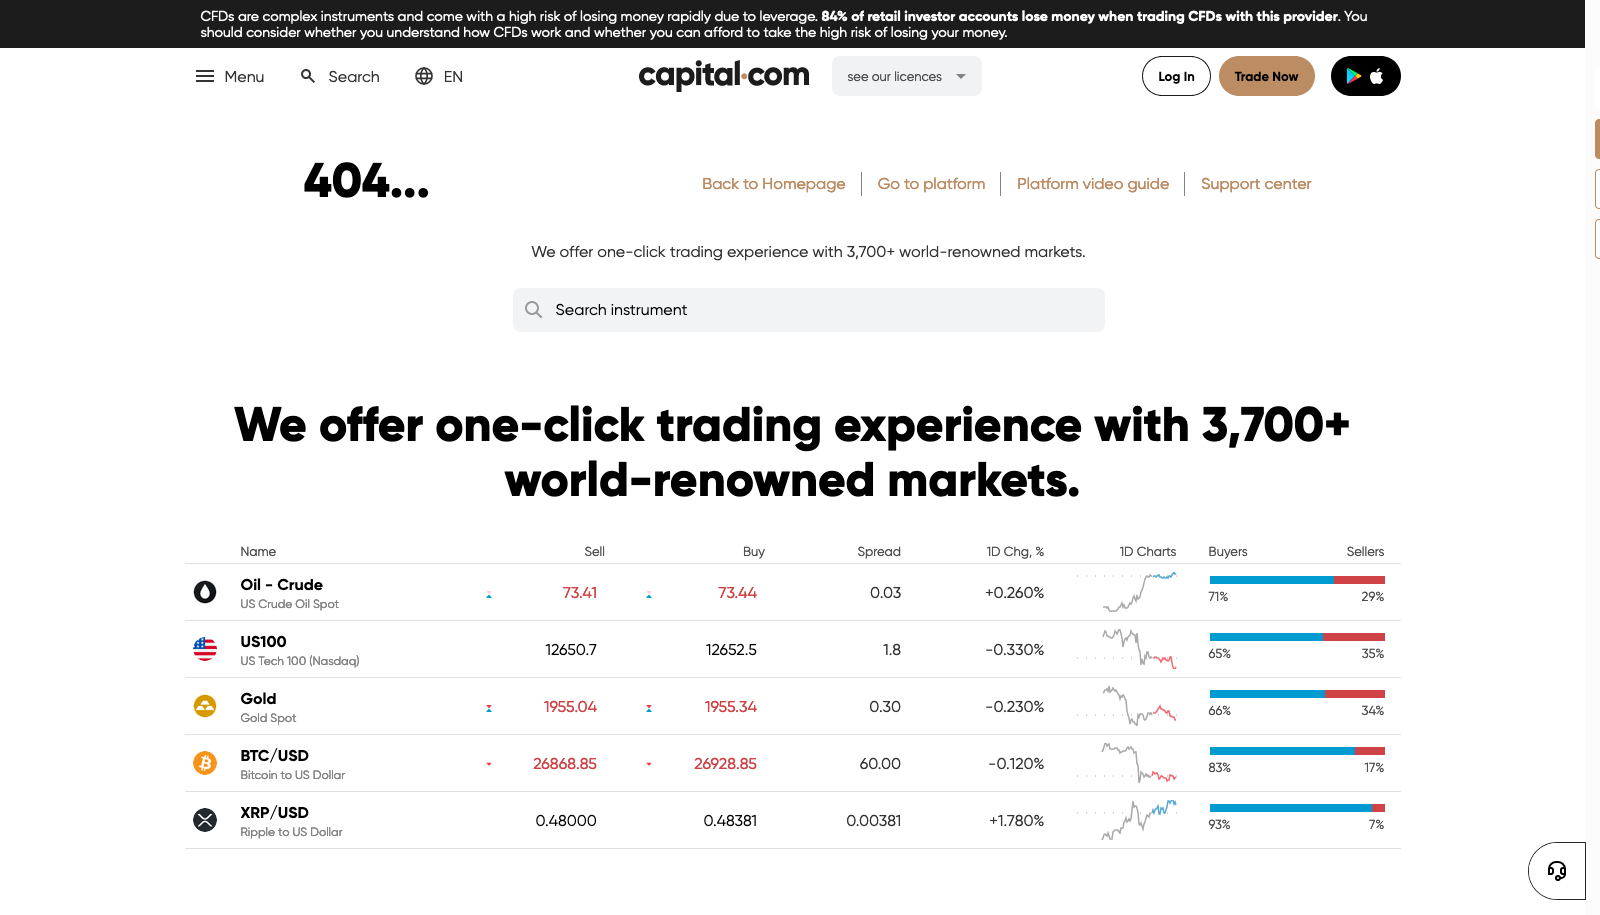 CFDs are complex instruments and come with a high risk of losing money rapidly due to leverage. 84% of retail investor accounts lose money when trading CFDs with this provider. You
should consider whether you understand how CFDs work and whether you can afford to take the high risk of losing your money.
Menu Search EN capital.com see our licences Log In Trade Now
404...
Back to Homepage Go to platform Platform video guide Support center
We offer one-click trading experience with 3,700+ world-renowned markets.
Search instrument
We offer one-click trading experience with 3,700+
world-renowned markets.
Name Sell Buy Spread 1D Chg, % 1D Charts Buyers Sellers
Oil - Crude 73.41 73.44 0.03 +0.260%
US Crude Oil Spot 71% 29%
US100 12650.7 12652.5 1.8 -0.330%
US Tech 100 (Nasdaq) 65% 35%
Gold 1955.04 1955.34 0.30 -0.230%
Gold Spot 66% 34%
BTC/USD 26868.85 26928.85 60.00 -0.120%
Bitcoin to US Dollar 83% 17%
XRP/USD 0.48000 0.48381 0.00381 +1.780%
Ripple to US Dollar 93% 7%